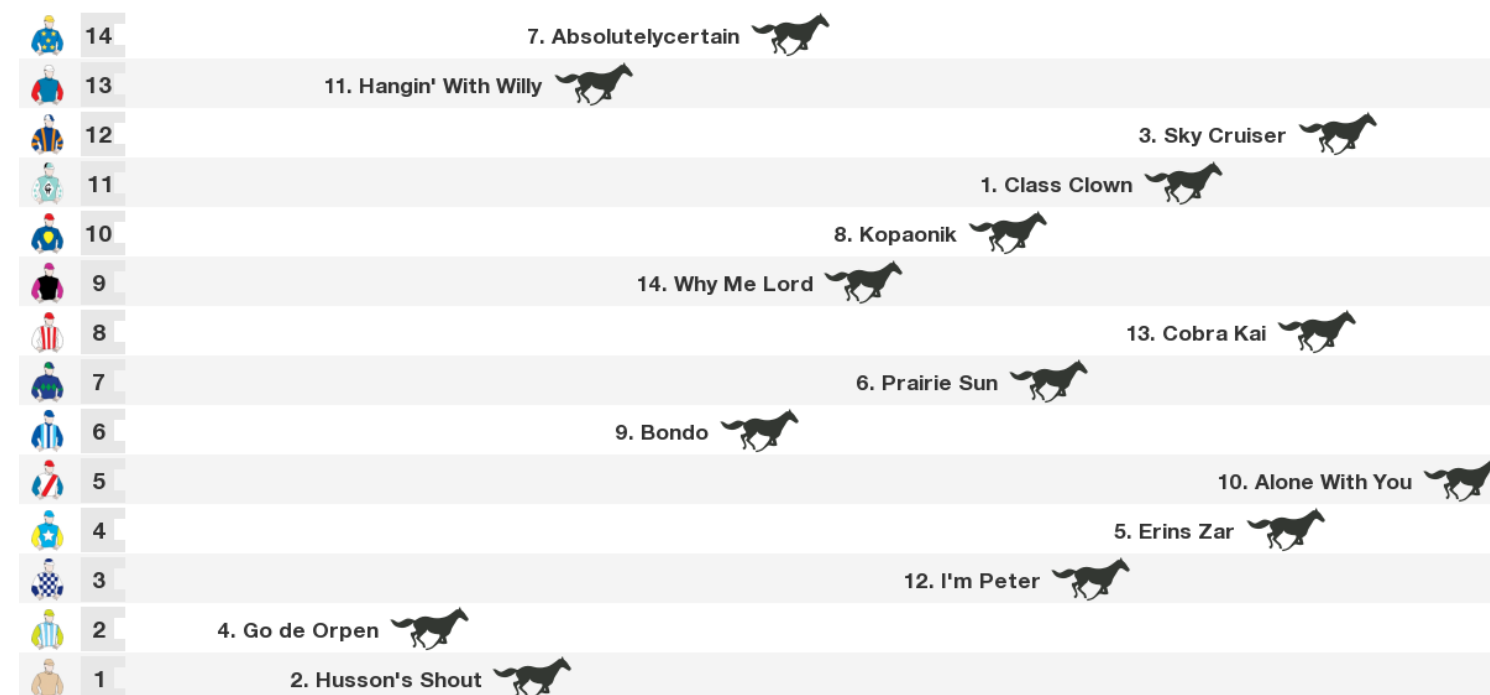 14 7. Absolutelycertain
13 11. Hangin' With Willy
12 3. Sky Cruiser
11 1. Class Clown
10 8. Kopaonik
9 14. Why Me Lord
8 13. Cobra Kai
7 6. Prairie Sun
6 9. Bondo
5 10. Alone With You
4 5. Erins Zar
3 12. I'm Peter
2 4. Go de Orpen
1 2. Husson's Shout